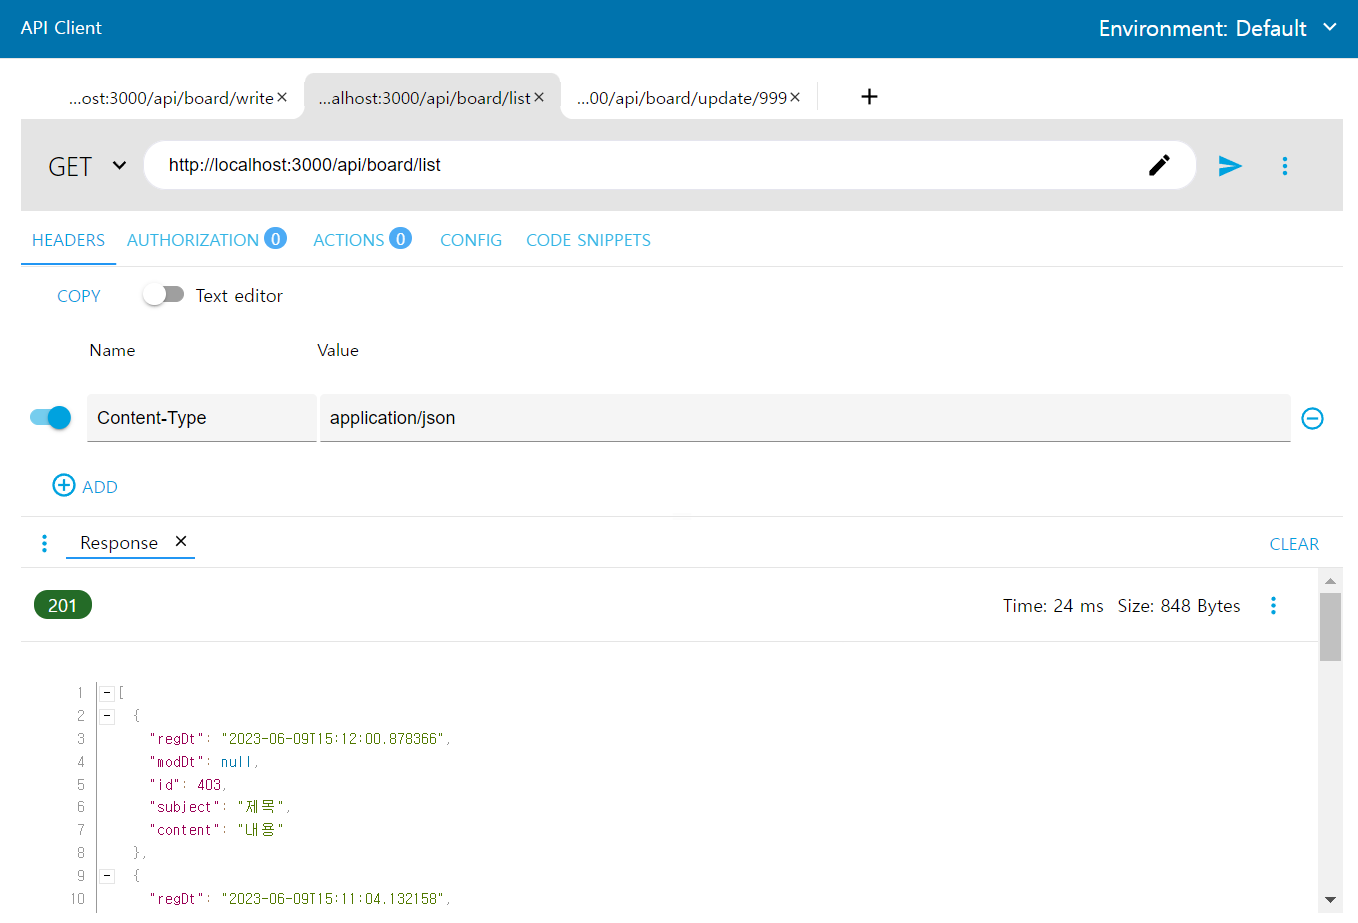 API Client
Environment: Default
...ost:3000/api/board/write ...alhost:3000/api/board/list ...00/api/board/update/999
GET http://localhost:3000/api/board/list
HEADERS AUTHORIZATION 0 ACTIONS 0 CONFIG CODE SNIPPETS
COPY Text editor
Name Value
Content-Type application/json
ADD
Response CLEAR
201 Time: 24 ms Size: 848 Bytes
1 [
2 {
3 "regDt": "2023-06-09T15:12:00.878366",
4 "modDt": null,
5 "id": 403,
6 "subject": "제목",
7 "content": "내용"
8 },
9 {
10 "regDt": "2023-06-09T15:11:04.132158",